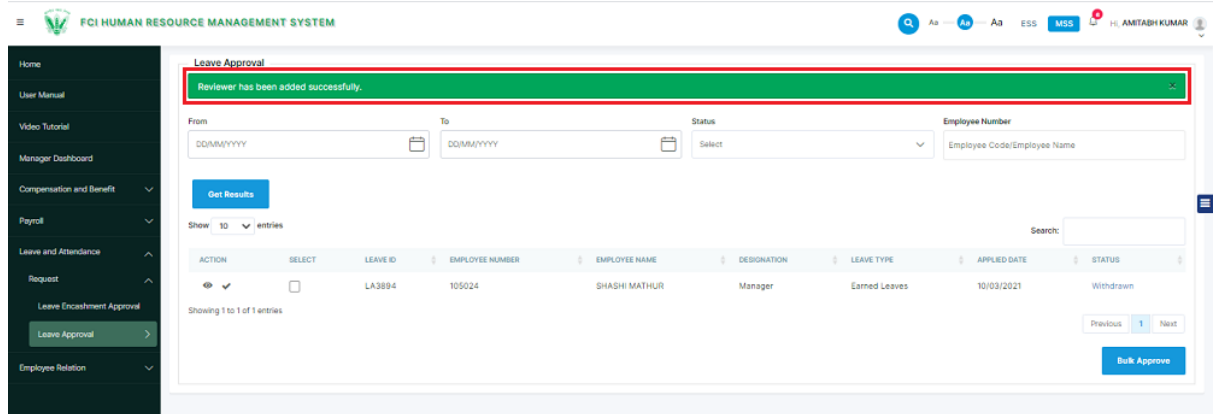 FCI HUMAN RESOURCE MANAGEMENT SYSTEM
Aa Aa Aa ESS MSS HI, AMITABH KUMAR
Home
User Manual
Video Tutorial
Manager Dashboard
Compensation and Benefit
Payroll
Leave and Attendance
Request
Leave Encashment Approval
Leave Approval
Employee Relation
Leave Approval
Reviewer has been added successfully. ×
From To Status Employee Number
DD/MM/YYYY DD/MM/YYYY Select Employee Code/Employee Name
Get Results
Show 10 entries
Search:
ACTION SELECT LEAVE ID EMPLOYEE NUMBER EMPLOYEE NAME DESIGNATION LEAVE TYPE APPLIED DATE STATUS
LA3894 105024 SHASHI MATHUR Manager Earned Leaves 10/03/2021 Withdrawn
Showing 1 to 1 of 1 entries
Previous 1 Next
Bulk Approve